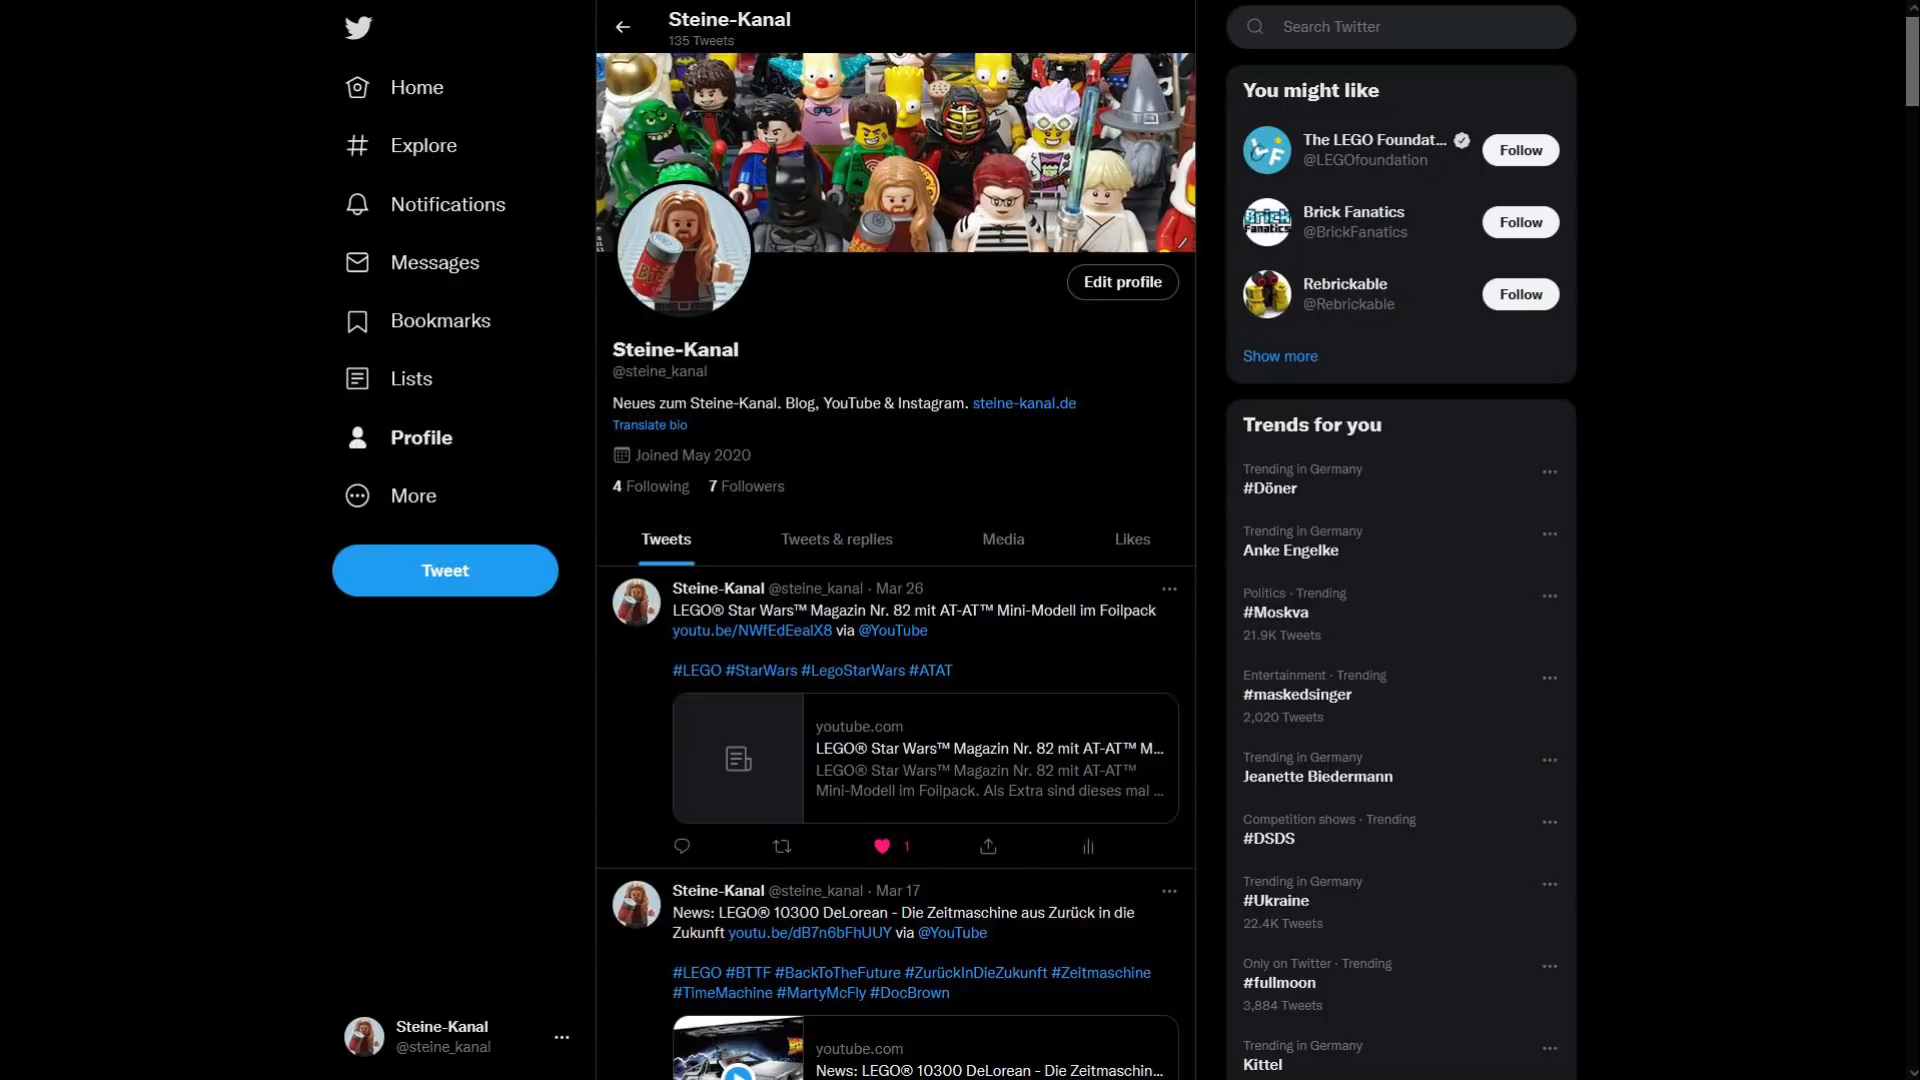 Home
Explore
Notifications
Messages
Bookmarks
Lists
Profile
More
Tweet
Steine-Kanal
@steine_kanal
Steine-Kanal
135 Tweets
Edit profile
Steine-Kanal
@steine_kanal
Neues zum Steine-Kanal. Blog, YouTube & Instagram. steine-kanal.de
Translate bio
Joined May 2020
4 Following 7 Followers
Tweets Tweets & replies Media Likes
Steine-Kanal @steine_kanal · Mar 26
LEGO® Star Wars™ Magazin Nr. 82 mit AT-AT™ Mini-Modell im Foilpack
youtu.be/NWfEdEealX8 via @YouTube
#LEGO #StarWars #LegoStarWars #ATAT
youtube.com
LEGO® Star Wars™ Magazin Nr. 82 mit AT-AT™ M...
LEGO® Star Wars™ Magazin Nr. 82 mit AT-AT™
Mini-Modell im Foilpack. Als Extra sind dieses mal ...
1
Steine-Kanal @steine_kanal · Mar 17
News: LEGO® 10300 DeLorean - Die Zeitmaschine aus Zurück in die
Zukunft youtu.be/dB7n6bFhUUY via @YouTube
#LEGO #BTTF #BackToTheFuture #ZurückInDieZukunft #Zeitmaschine
#TimeMachine #MartyMcFly #DocBrown
youtube.com
News: LEGO® 10300 DeLorean - Die Zeitmaschin...
Search Twitter
You might like
The LEGO Foundat...
@LEGOfoundation
Follow
Brick Fanatics
@BrickFanatics
Follow
Rebrickable
@Rebrickable
Follow
Show more
Trends for you
Trending in Germany
#Döner
Trending in Germany
Anke Engelke
Politics · Trending
#Moskva
21.9K Tweets
Entertainment · Trending
#maskedsinger
2,020 Tweets
Trending in Germany
Jeanette Biedermann
Competition shows · Trending
#DSDS
Trending in Germany
#Ukraine
22.4K Tweets
Only on Twitter · Trending
#fullmoon
3,884 Tweets
Trending in Germany
Kittel